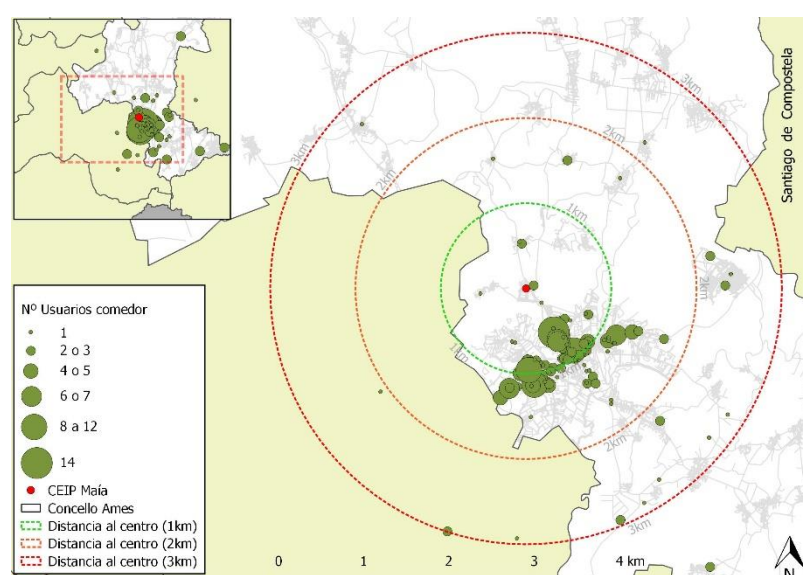 3km
2km
1km
3km
2km
2km
1km
2km
3km
Santiago de Compostela
Nº Usuarios comedor
1
2 o 3
4 o 5
6 o 7
8 a 12
14
CEIP Maía
Concello Ames
Distancia al centro (1km)
Distancia al centro (2km)
Distancia al centro (3km)
0 1 2 3 4 km
N